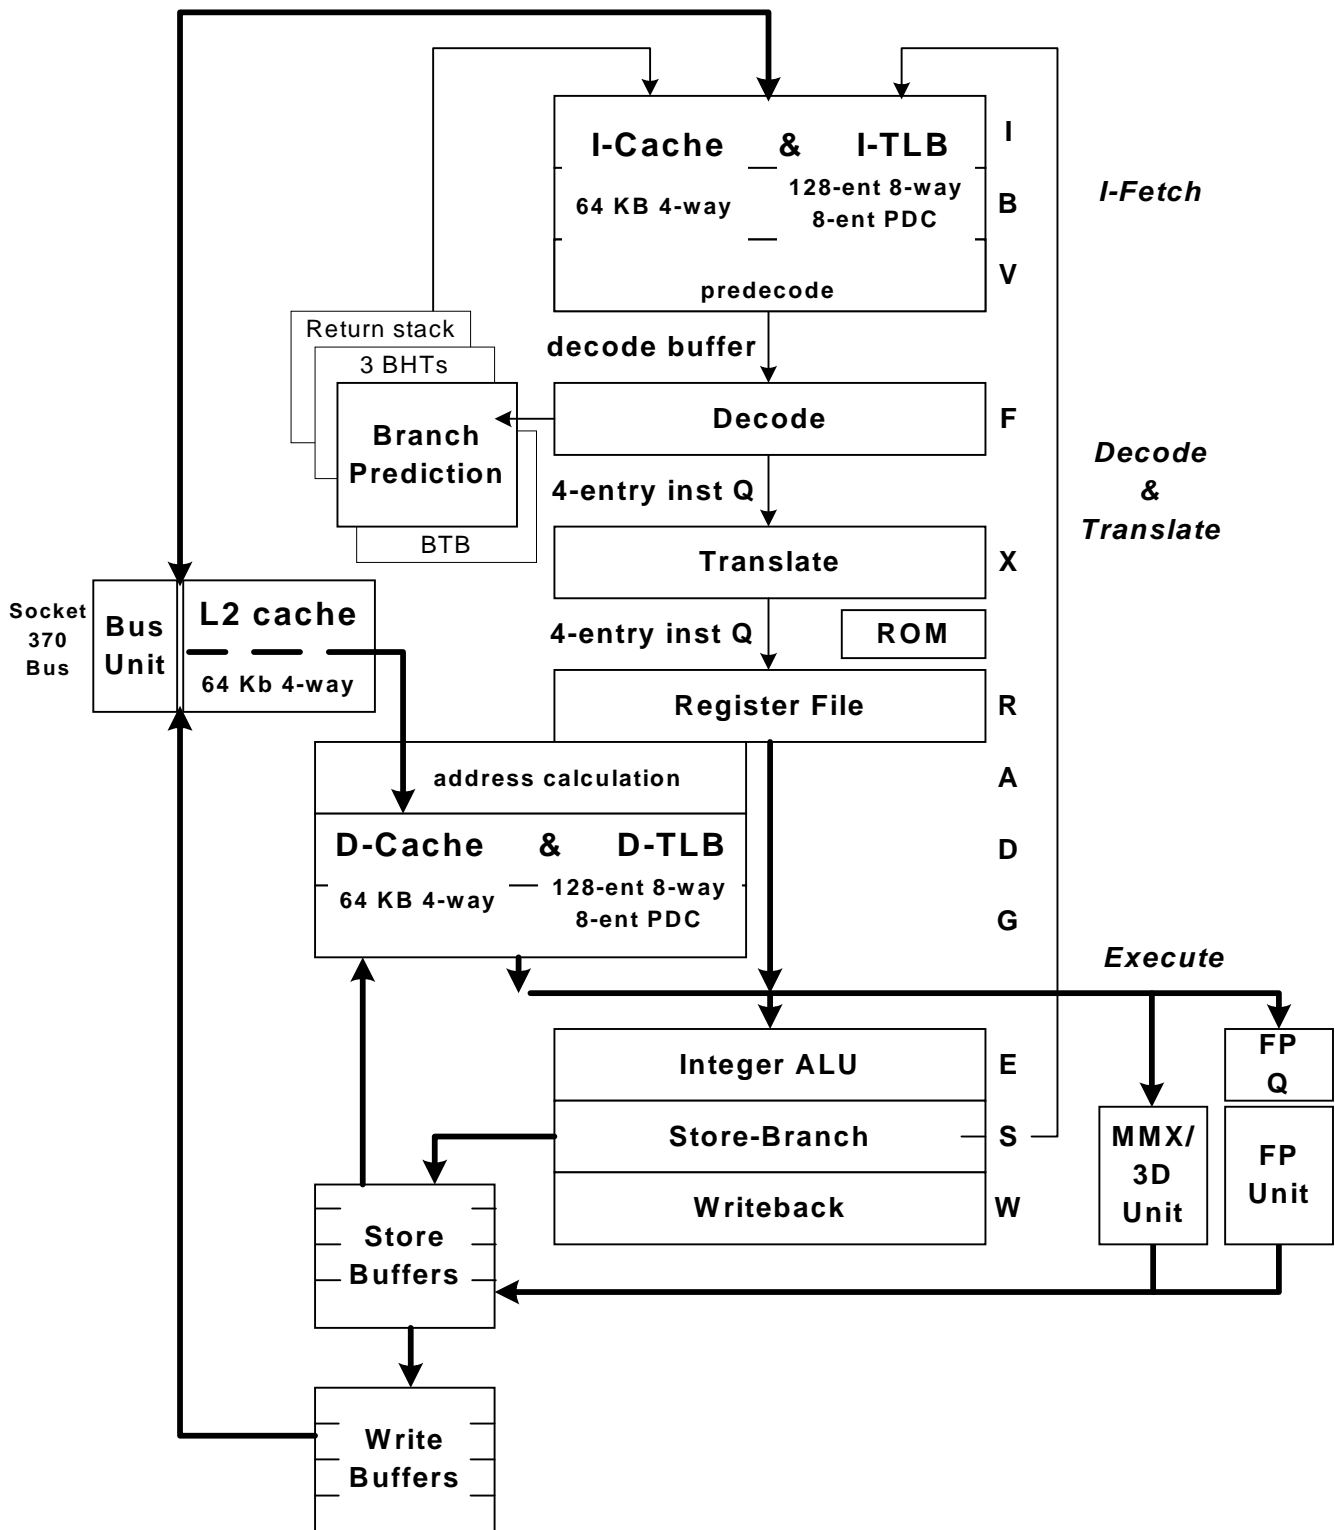 I-Cache & I-TLB
I
64 KB 4-way
128-ent 8-way
8-ent PDC
B
I-Fetch
predecode
V
Return stack
3 BHTs
Branch
Prediction
BTB
decode buffer
Decode
F
4-entry inst Q
Decode
&
Translate
Translate
X
Socket
370
Bus
Bus
Unit
L2 cache
64 Kb 4-way
4-entry inst Q
ROM
Register File
R
address calculation
A
D-Cache & D-TLB
D
64 KB 4-way
128-ent 8-way
8-ent PDC
G
Execute
Integer ALU
E
FP
Q
Store-Branch
S
MMX/
3D
Unit
FP
Unit
Writeback
W
Store
Buffers
Write
Buffers